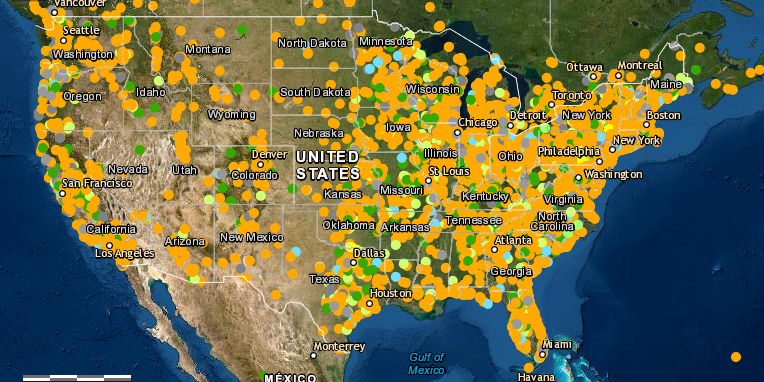 Vancouver
Seattle
Washington
Montana
North Dakota
Minnesota
Ottawa
Montreal
Maine
Oregon
Idaho
South Dakota
Wisconsin
Toronto
Wyoming
Detroit
New York
Boston
Nebraska
Iowa
Chicago
New York
Nevada
Utah
Denver
Colorado
UNITED
STATES
Illinois
Ohio
Philadelphia
San Francisco
Kansas
Missouri
St Louis
Kentucky
Washington
Virginia
California
Arizona
New Mexico
Oklahoma
Arkansas
Tennessee
North
Carolina
Los Angeles
Dallas
Atlanta
Texas
Georgia
Houston
Monterrey
Gulf of
Mexico
Miami
MÉXICO
Havana